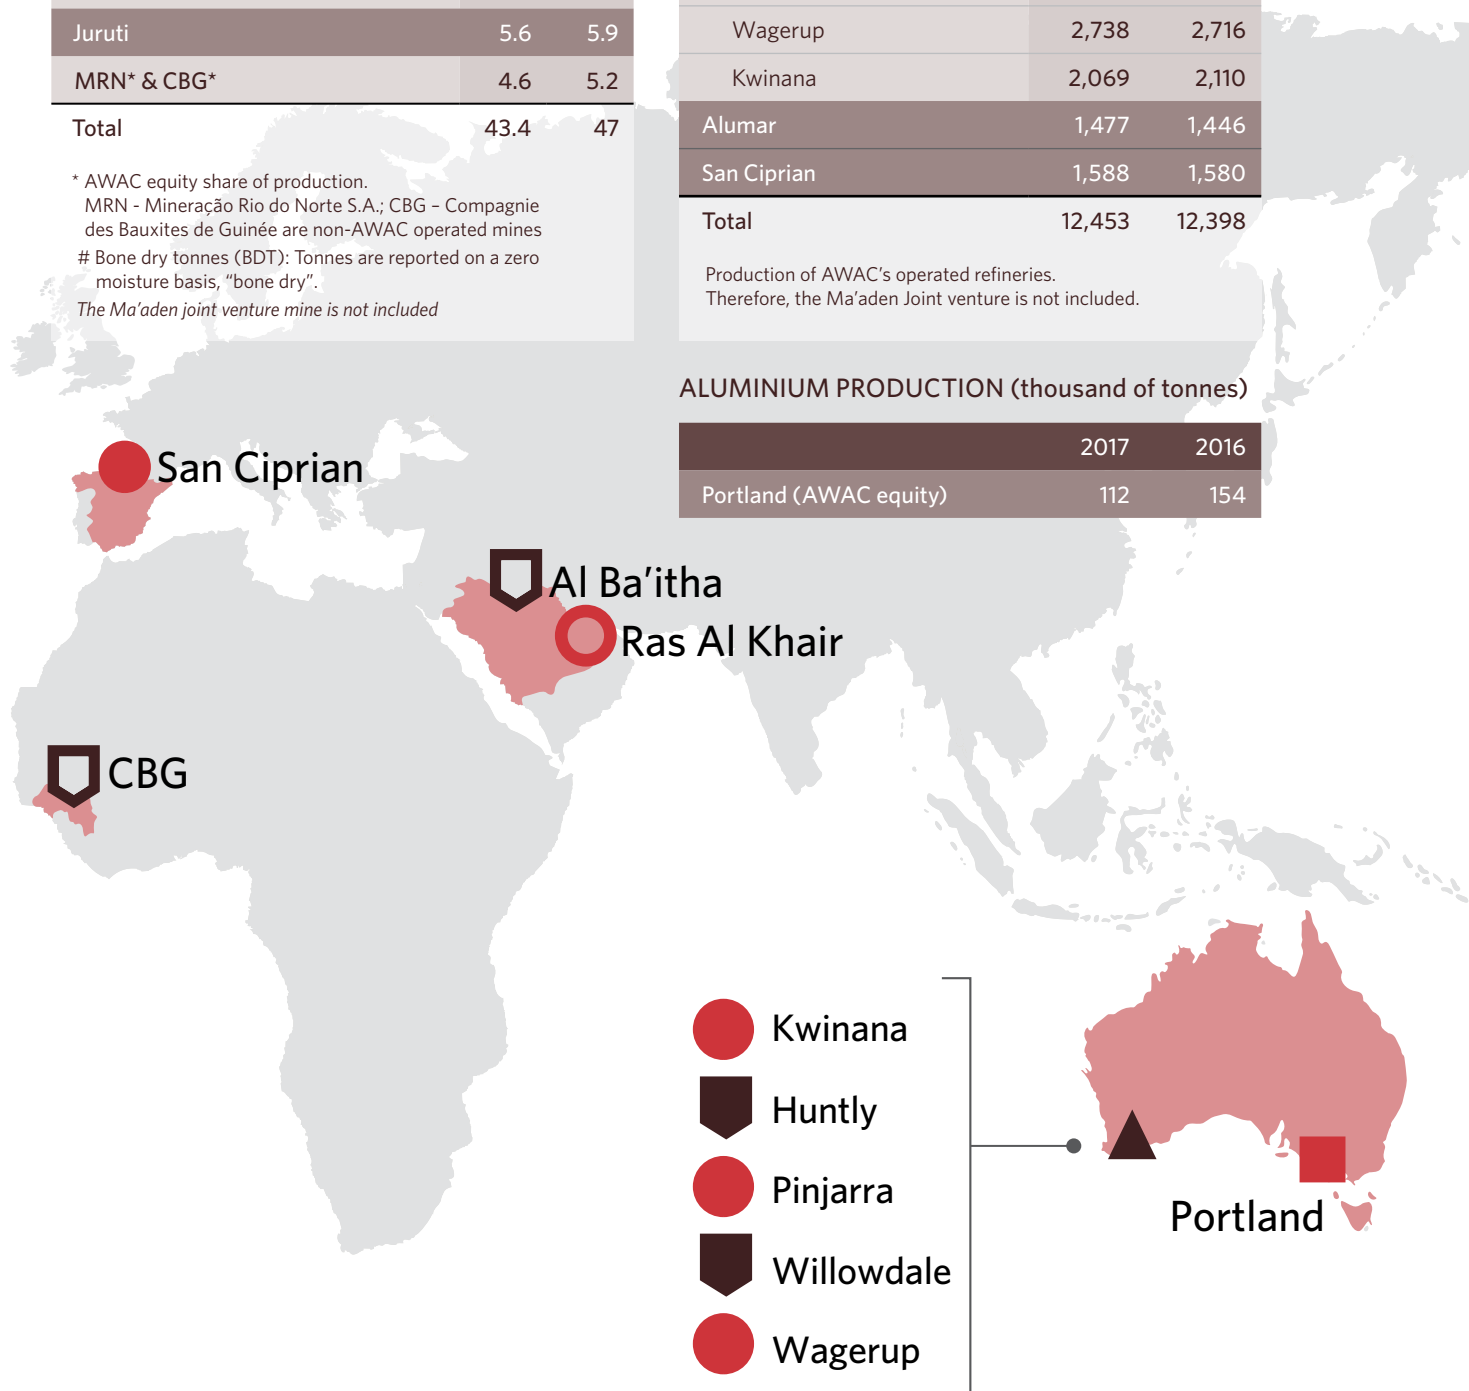 Juruti 5.6 5.9
MRN* & CBG* 4.6 5.2
Total 43.4 47
* AWAC equity share of production.
MRN - Mineração Rio do Norte S.A.; CBG – Compagnie
des Bauxites de Guinée are non-AWAC operated mines
# Bone dry tonnes (BDT): Tonnes are reported on a zero
moisture basis, “bone dry”.
The Ma’aden joint venture mine is not included
Wagerup 2,738 2,716
Kwinana 2,069 2,110
Alumar 1,477 1,446
San Ciprian 1,588 1,580
Total 12,453 12,398
Production of AWAC’s operated refineries.
Therefore, the Ma’aden Joint venture is not included.
ALUMINIUM PRODUCTION (thousand of tonnes)
2017 2016
Portland (AWAC equity) 112 154
San Ciprian
Al Ba’itha
Ras Al Khair
CBG
Kwinana
Huntly
Pinjarra
Willowdale
Wagerup
Portland